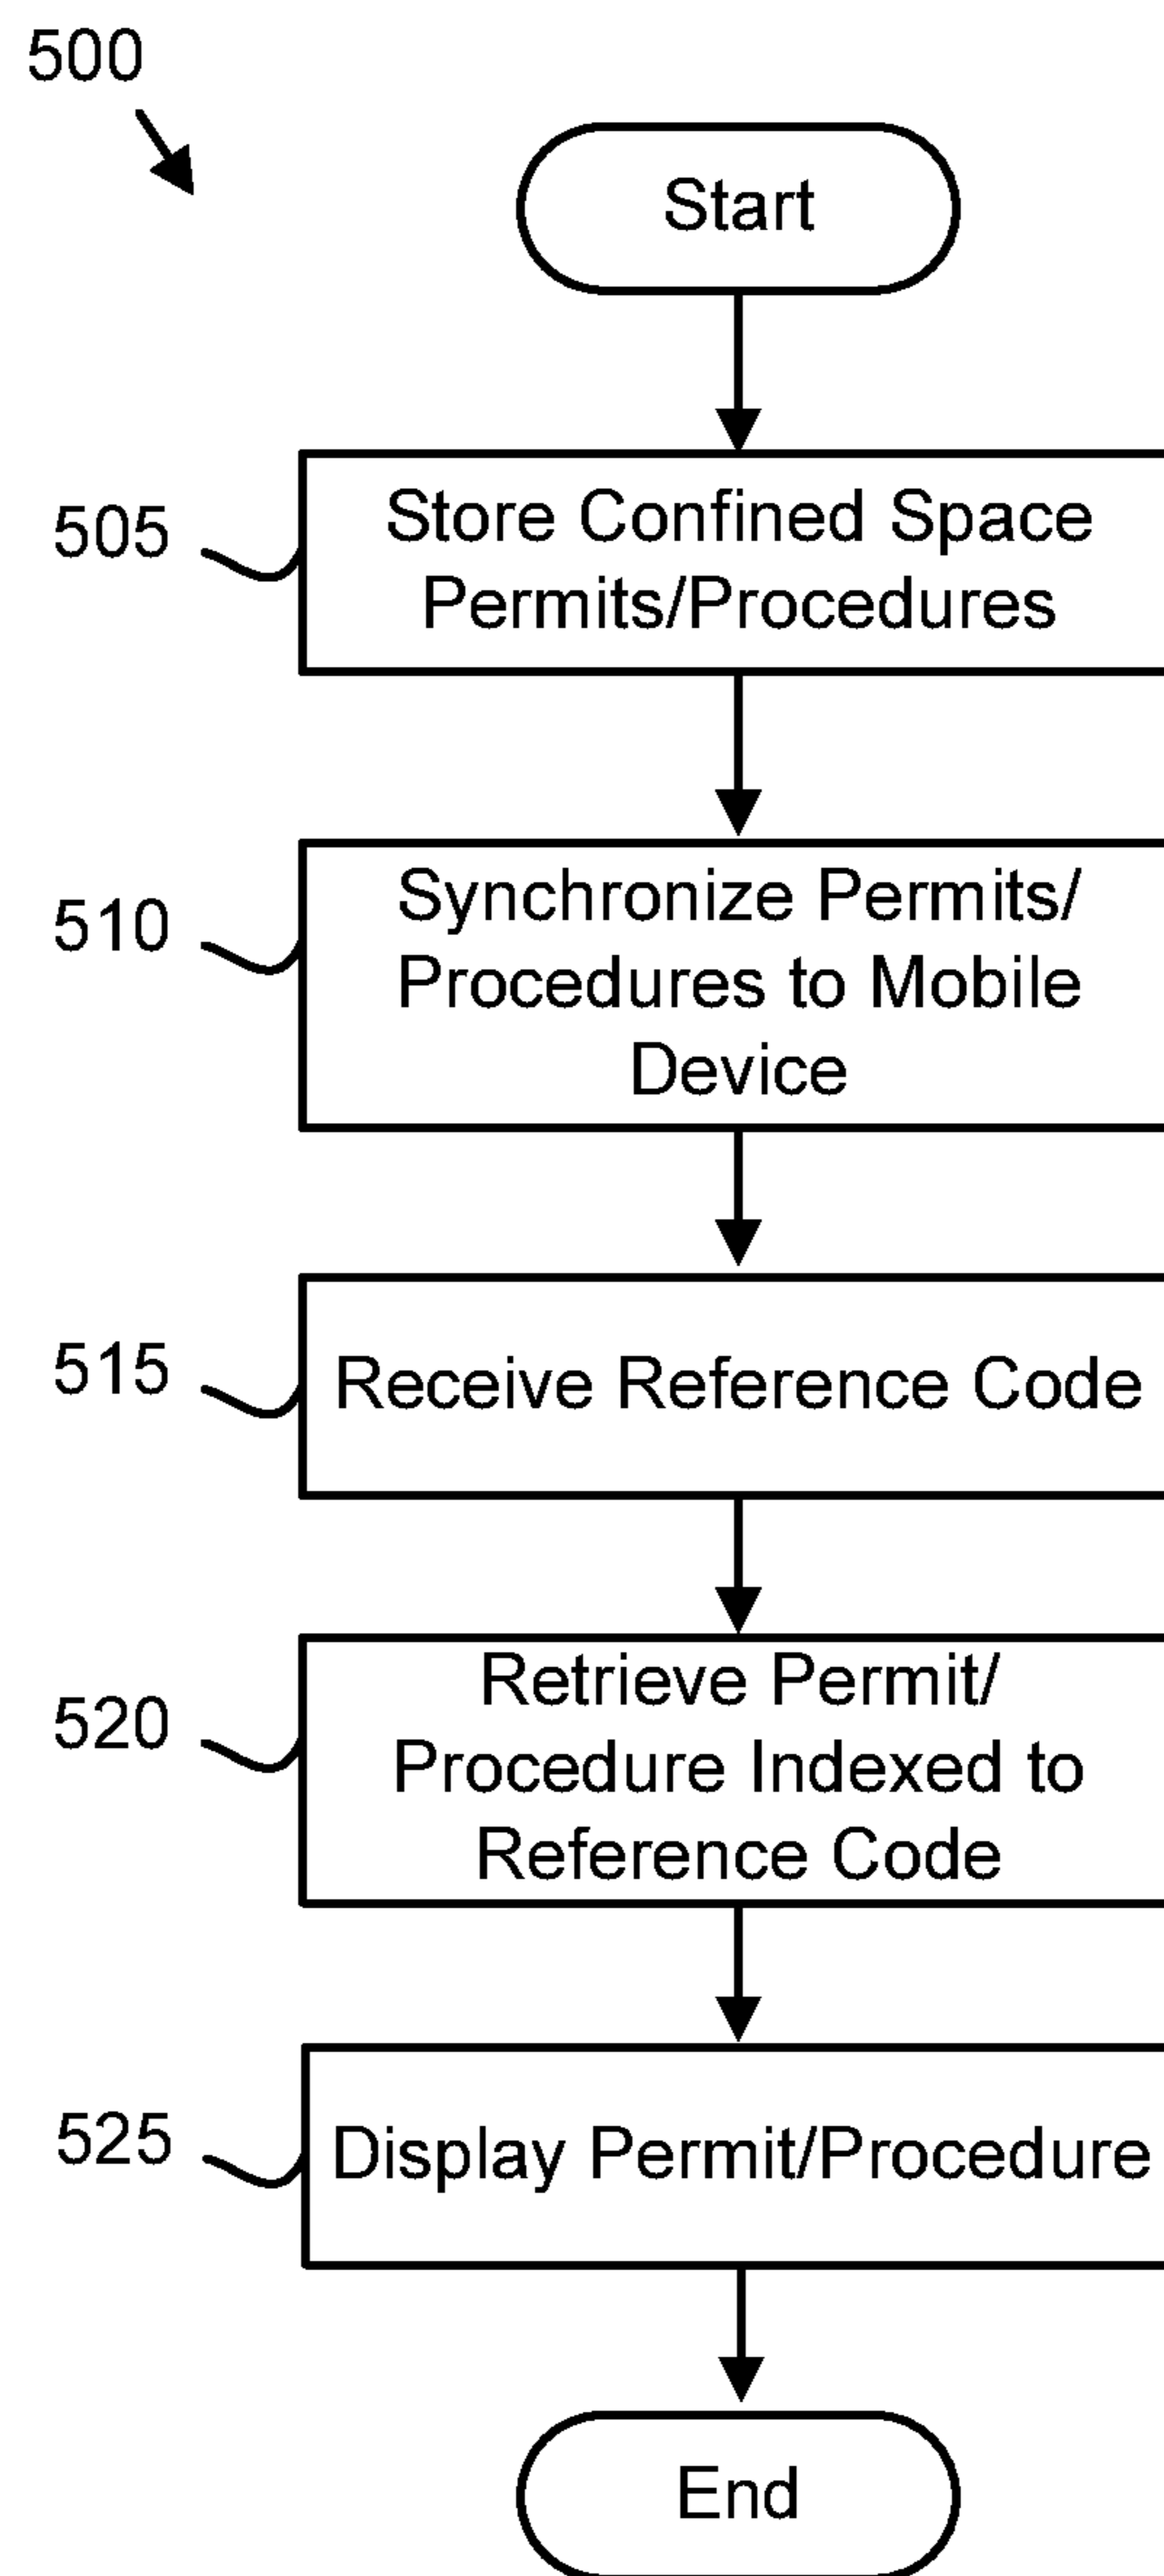 500
Start
505
Store Confined Space
Permits/Procedures
510
Synchronize Permits/
Procedures to Mobile
Device
515
Receive Reference Code
520
Retrieve Permit/
Procedure Indexed to
Reference Code
525
Display Permit/Procedure
End